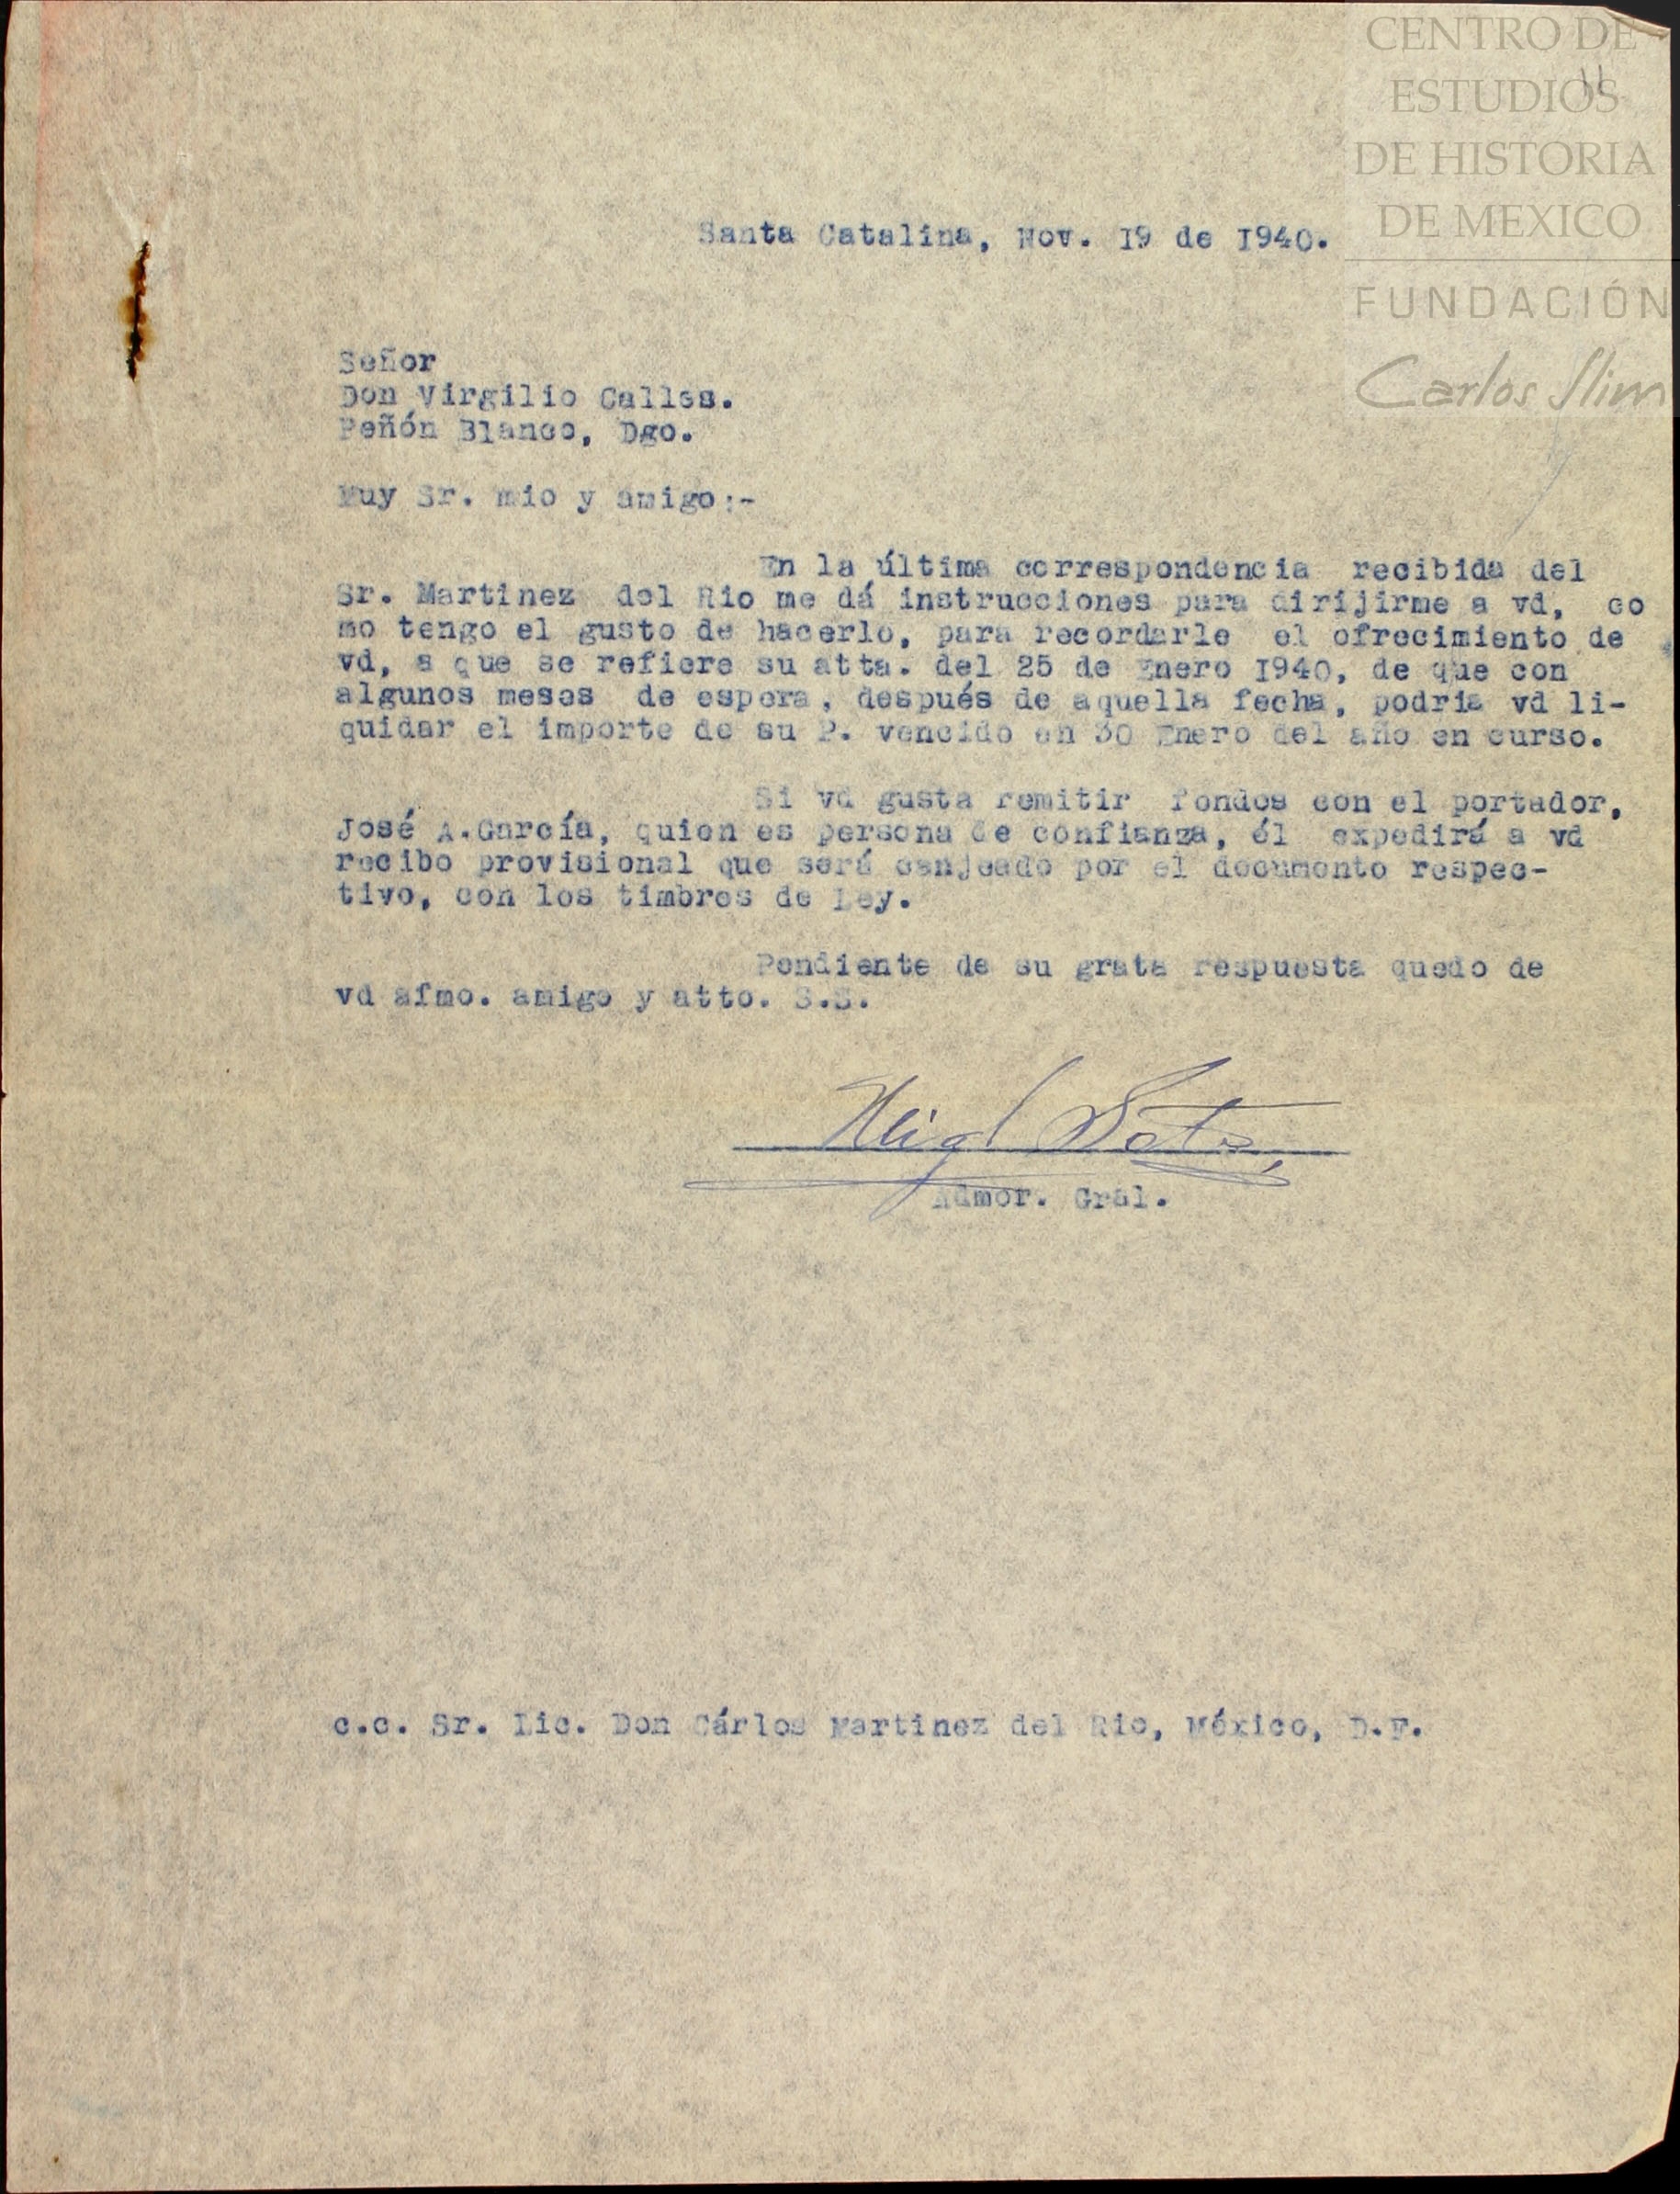 CENTRO DE
ESTUDIOS
DE HISTORIA
DE MEXICO
FUNDACIÓN
Carlos Slim
11
Santa Catalina, Nov. 19 de 1940.
Señor
Don Virgilio Calles.
Peñón Blanco, Dgo.
Muy Sr. mio y amigo:-
En la última correspondencia recibida del
Sr. Martinez del Rio me dá instrucciones para dirijirme a vd, co
mo tengo el gusto de hacerlo, para recordarle el ofrecimiento de
vd, a que se refiere su atta. del 25 de Enero 1940, de que con
algunos meses de espera, después de aquella fecha, podria vd li-
quidar el importe de su P. vencido en 30 Enero del año en curso.
Si vd gusta remitir fondos con el portador,
José A.García, quien es persona de confianza, él expedirá a vd
recibo provisional que será canjeado por el documento respec-
tivo, con los timbres de Ley.
Pendiente de su grata respuesta quedo de
vd afmo. amigo y atto. S.S.
Admor. Gral.
c.c. Sr. Lic. Don Cárlos Martinez del Rio, México, D.F.